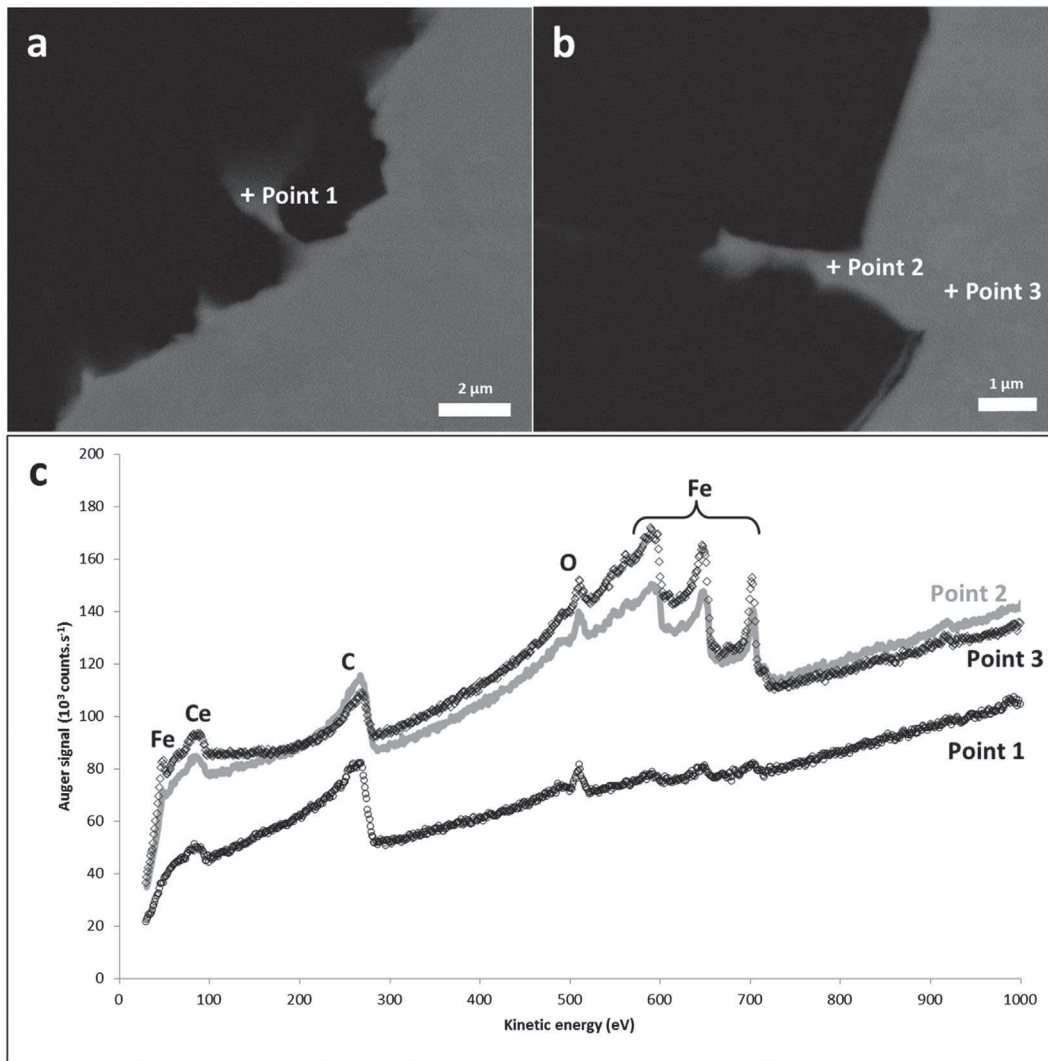 a
+ Point 1
2 µm
b
+ Point 2
+ Point 3
1 µm
c
200
180
160
140
120
100
80
60
40
20
0
Auger signal (10³ counts.s⁻¹)
Fe
Ce
C
O
Fe
Point 2
Point 3
Point 1
0 100 200 300 400 500 600 700 800 900 1000
Kinetic energy (eV)